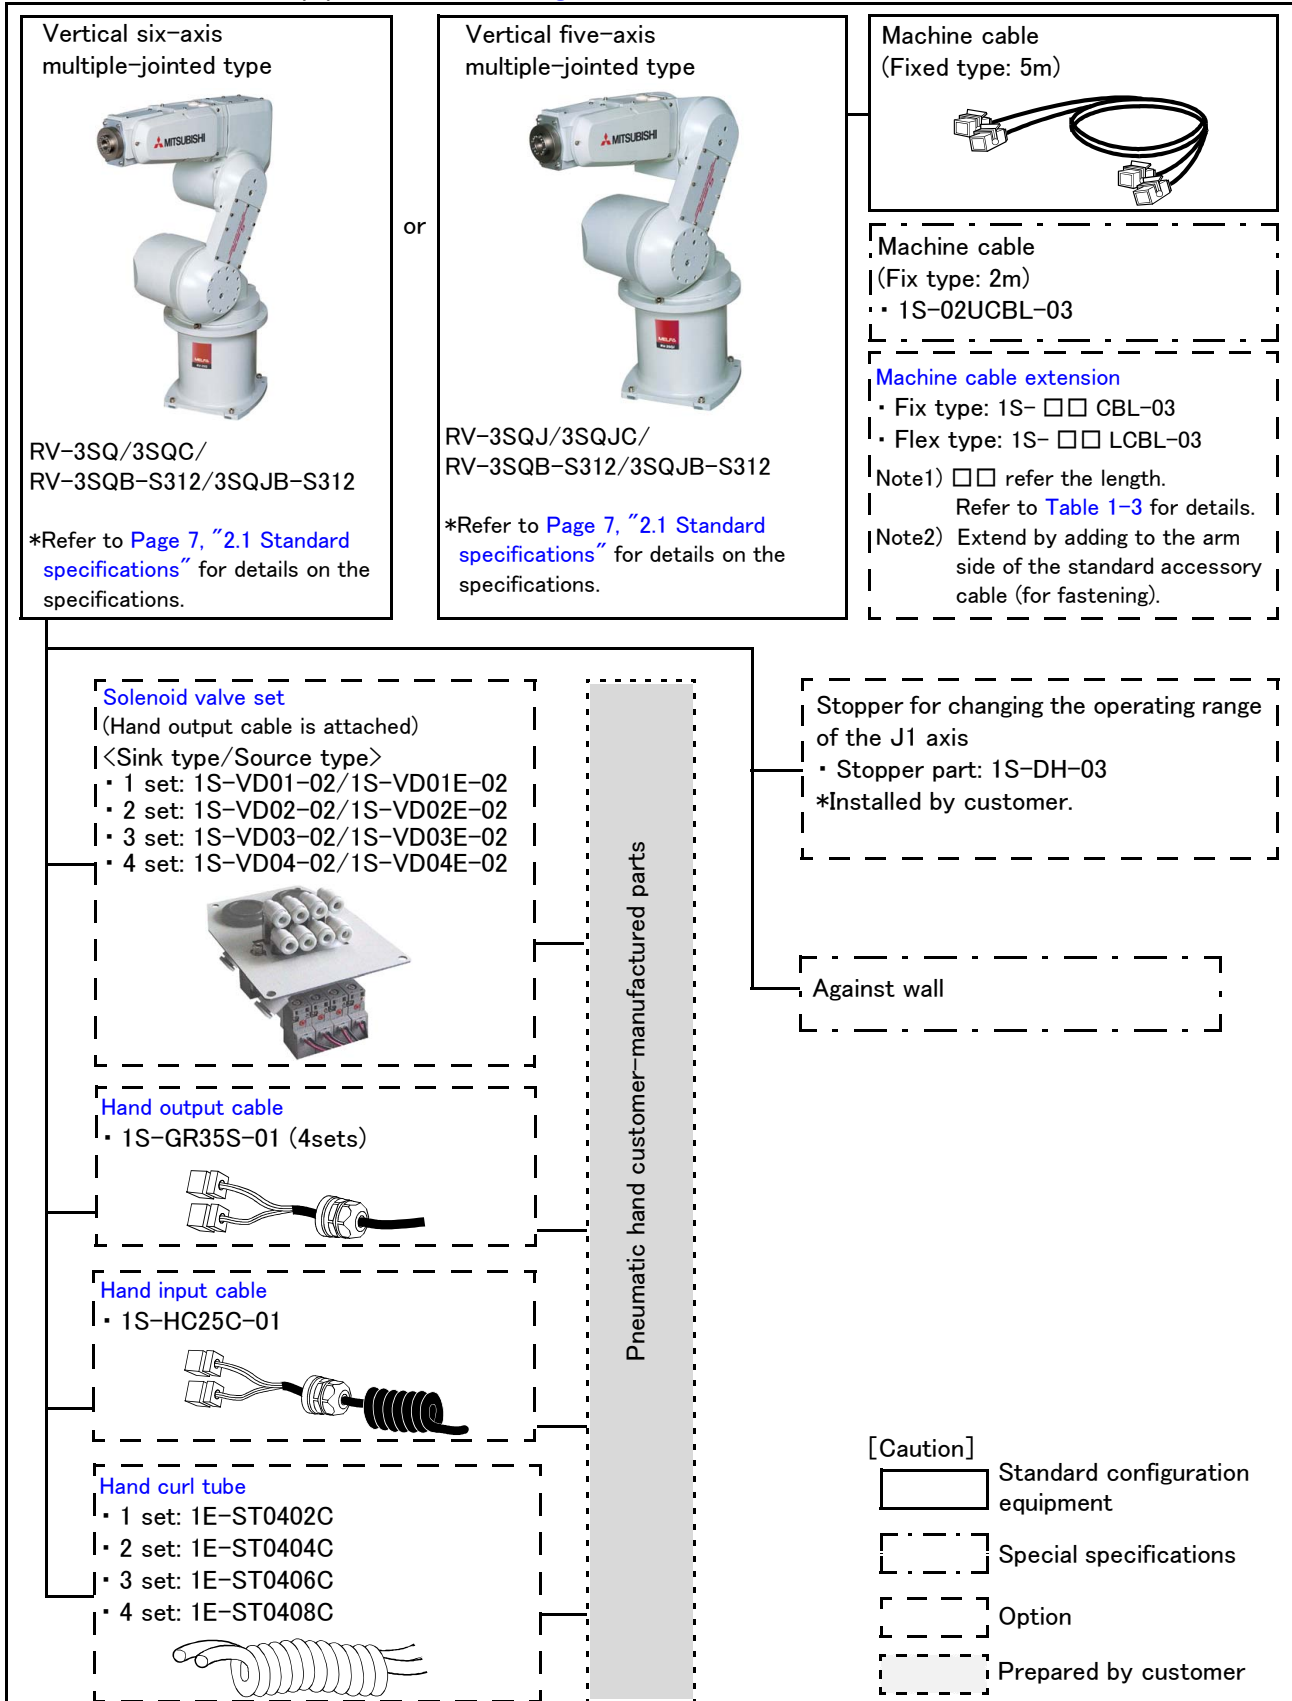 Vertical six-axis
multiple-jointed type
MITSUBISHI
MELFA
RV-3SQ/3SQC/
RV-3SQB-S312/3SQJB-S312
*Refer to Page 7, "2.1 Standard
specifications" for details on the
specifications.
or
Vertical five-axis
multiple-jointed type
MITSUBISHI
MELFA
RV-3SQJ/3SQJC/
RV-3SQB-S312/3SQJB-S312
*Refer to Page 7, "2.1 Standard
specifications" for details on the
specifications.
Machine cable
(Fixed type: 5m)
Machine cable
(Fix type: 2m)
・1S-02UCBL-03
Machine cable extension
・Fix type: 1S- □□ CBL-03
・Flex type: 1S- □□ LCBL-03
Note1) □□ refer the length.
Refer to Table 1-3 for details.
Note2) Extend by adding to the arm
side of the standard accessory
cable (for fastening).
Solenoid valve set
(Hand output cable is attached)
<Sink type/Source type>
・1 set: 1S-VD01-02/1S-VD01E-02
・2 set: 1S-VD02-02/1S-VD02E-02
・3 set: 1S-VD03-02/1S-VD03E-02
・4 set: 1S-VD04-02/1S-VD04E-02
Hand output cable
・1S-GR35S-01 (4sets)
Hand input cable
・1S-HC25C-01
Hand curl tube
・1 set: 1E-ST0402C
・2 set: 1E-ST0404C
・3 set: 1E-ST0406C
・4 set: 1E-ST0408C
Pneumatic hand customer-manufactured parts
Stopper for changing the operating range
of the J1 axis
・Stopper part: 1S-DH-03
*Installed by customer.
Against wall
[Caution]
Standard configuration
equipment
Special specifications
Option
Prepared by customer